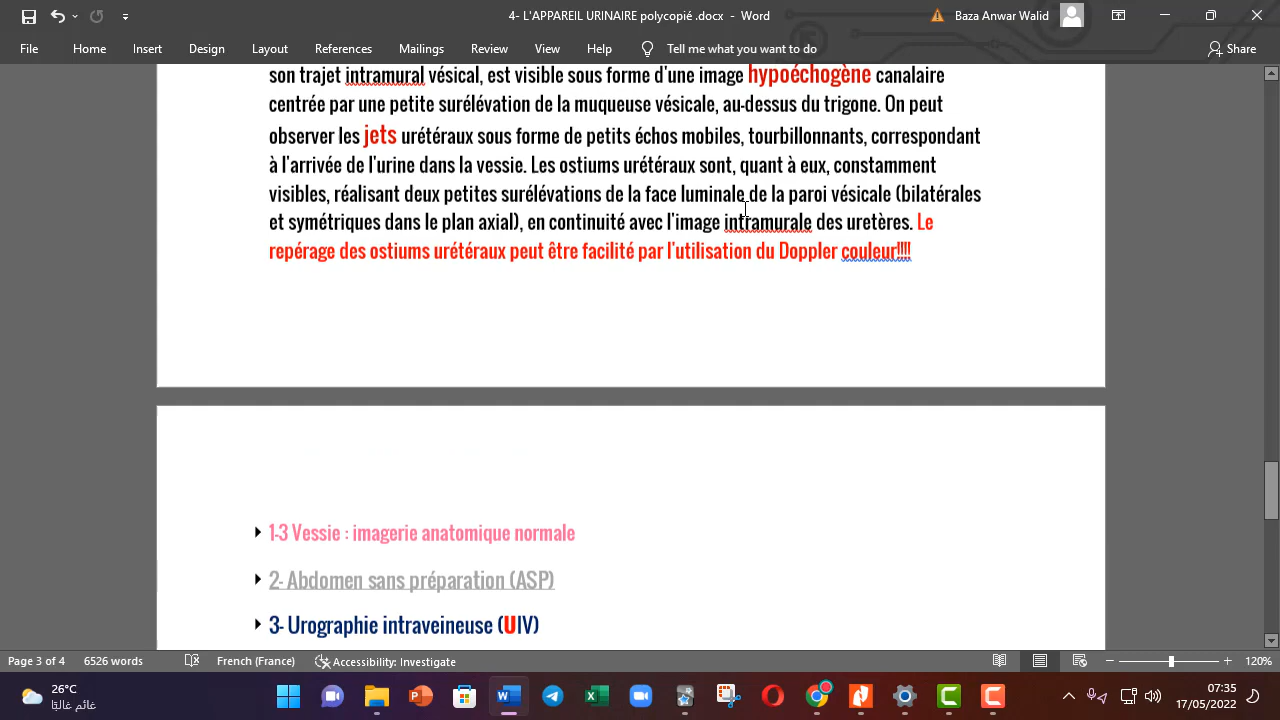 4- L'APPAREIL URINAIRE polycopié .docx - Word
Baza Anwar Walid
File Home Insert Design Layout References Mailings Review View Help Tell me what you want to do Share
son trajet intramural vésical, est visible sous forme d'une image hypoéchogène canalaire
centrée par une petite surélévation de la muqueuse vésicale, au-dessus du trigone. On peut
observer les jets urétéraux sous forme de petits échos mobiles, tourbillonnants, correspondant
à l'arrivée de l'urine dans la vessie. Les ostiums urétéraux sont, quant à eux, constamment
visibles, réalisant deux petites surélévations de la face luminale de la paroi vésicale (bilatérales
et symétriques dans le plan axial), en continuité avec l'image intramurale des uretères. Le
repérage des ostiums urétéraux peut être facilité par l'utilisation du Doppler couleur!!!!
1-3 Vessie : imagerie anatomique normale
2- Abdomen sans préparation (ASP)
3- Urographie intraveineuse (UIV)
Page 3 of 4 6526 words French (France) Accessibility: Investigate 120%
26°C
غائم غالبًا
07:35
17/05/2022